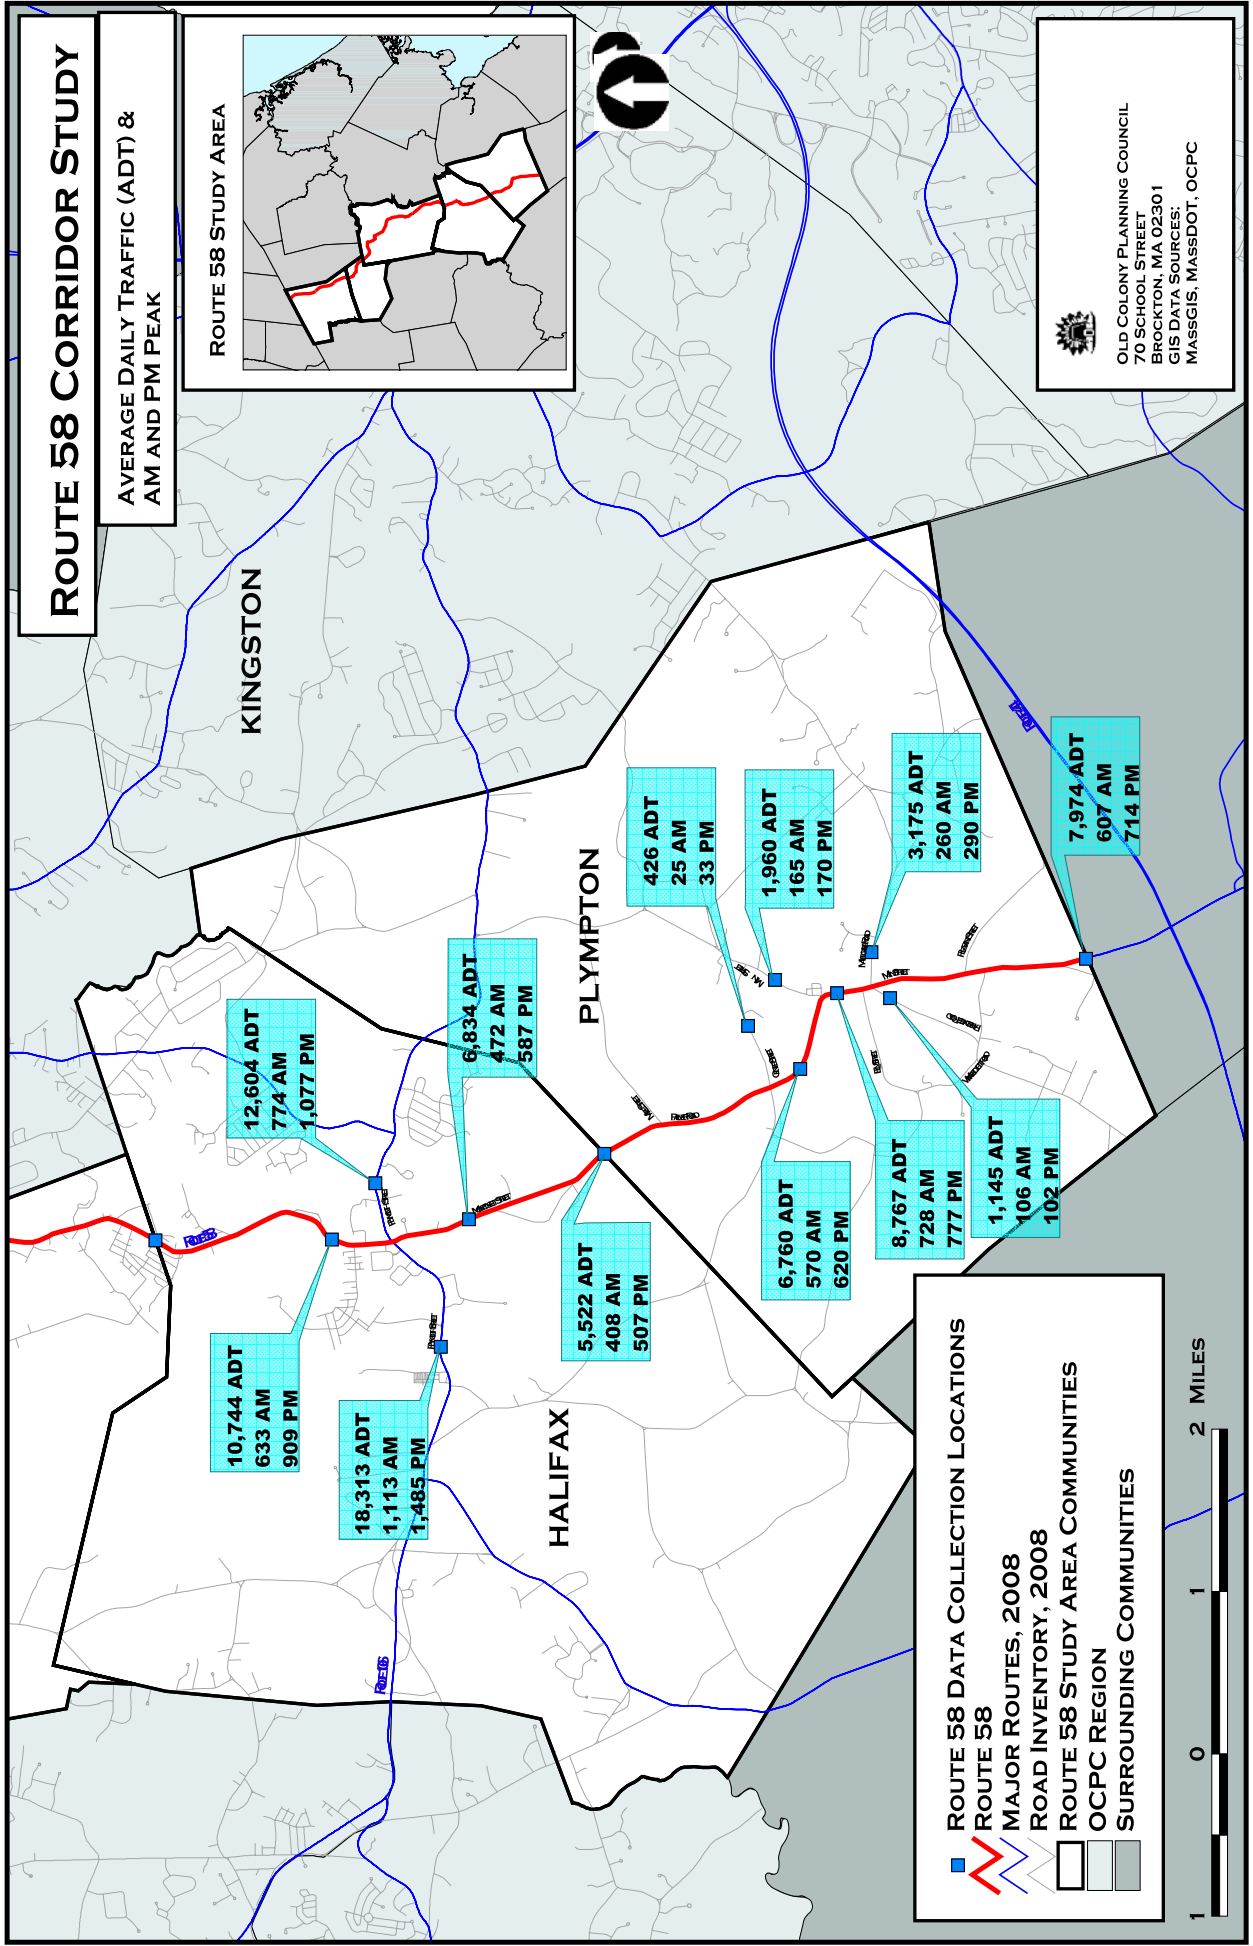 ROUTE 58 CORRIDOR STUDY
AVERAGE DAILY TRAFFIC (ADT) &
AM AND PM PEAK
ROUTE 58 STUDY AREA
KINGSTON
PLYMPTON
HALIFAX
12,604 ADT
774 AM
1,077 PM
6,834 ADT
472 AM
587 PM
10,744 ADT
633 AM
909 PM
18,313 ADT
1,113 AM
1,485 PM
5,522 ADT
408 AM
507 PM
426 ADT
25 AM
33 PM
1,960 ADT
165 AM
170 PM
3,175 ADT
260 AM
290 PM
7,974 ADT
607 AM
714 PM
6,760 ADT
570 AM
620 PM
8,767 ADT
728 AM
777 PM
1,145 ADT
106 AM
102 PM
ROUTE 58 DATA COLLECTION LOCATIONS
ROUTE 58
MAJOR ROUTES, 2008
ROAD INVENTORY, 2008
ROUTE 58 STUDY AREA COMMUNITIES
OCPC REGION
SURROUNDING COMMUNITIES
1 0 1 2 MILES
OLD COLONY PLANNING COUNCIL
70 SCHOOL STREET
BROCKTON, MA 02301
GIS DATA SOURCES:
MASSGIS, MASSDOT, OCPC